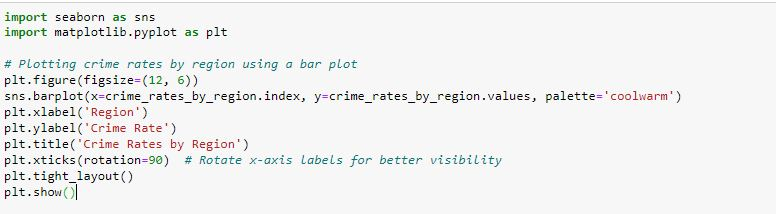 import seaborn as sns
import matplotlib.pyplot as plt
# Plotting crime rates by region using a bar plot
plt.figure(figsize=(12, 6))
sns.barplot(x=crime_rates_by_region.index, y=crime_rates_by_region.values, palette='coolwarm')
plt.xlabel('Region')
plt.ylabel('Crime Rate')
plt.title('Crime Rates by Region')
plt.xticks(rotation=90)  # Rotate x-axis labels for better visibility
plt.tight_layout()
plt.show()